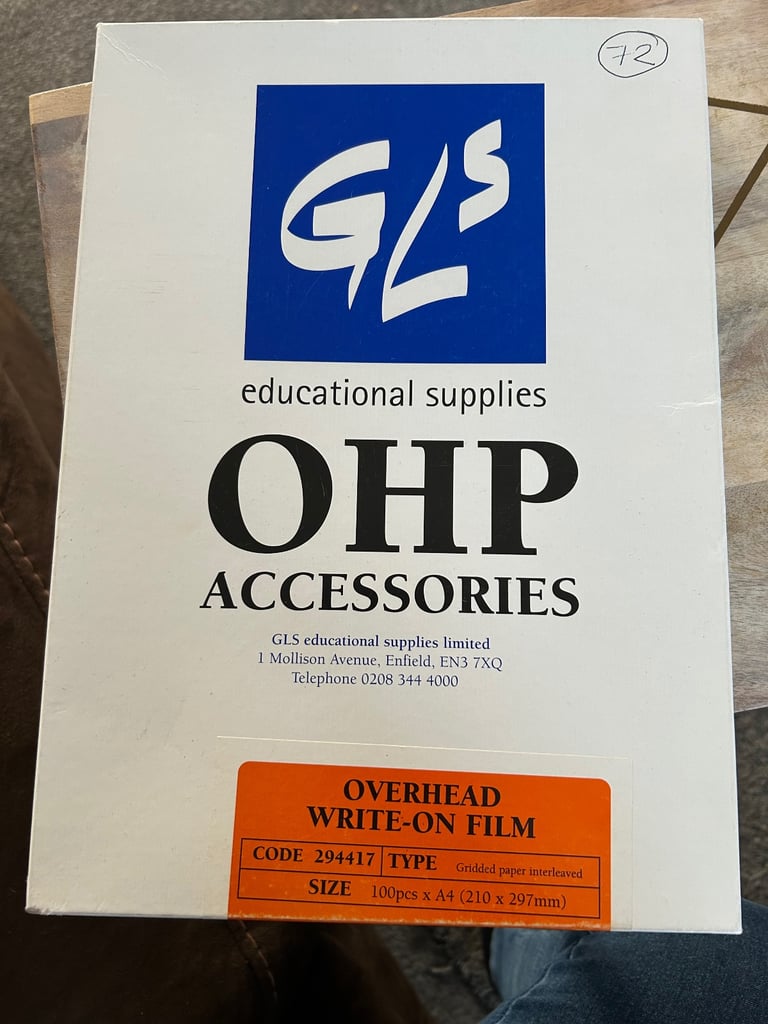 72
GLS
educational supplies
OHP
ACCESSORIES
GLS educational supplies limited
1 Mollison Avenue, Enfield, EN3 7XQ
Telephone 0208 344 4000
OVERHEAD
WRITE-ON FILM
CODE 294417 TYPE Gridded paper interleaved
SIZE 100pcs x A4 (210 x 297mm)